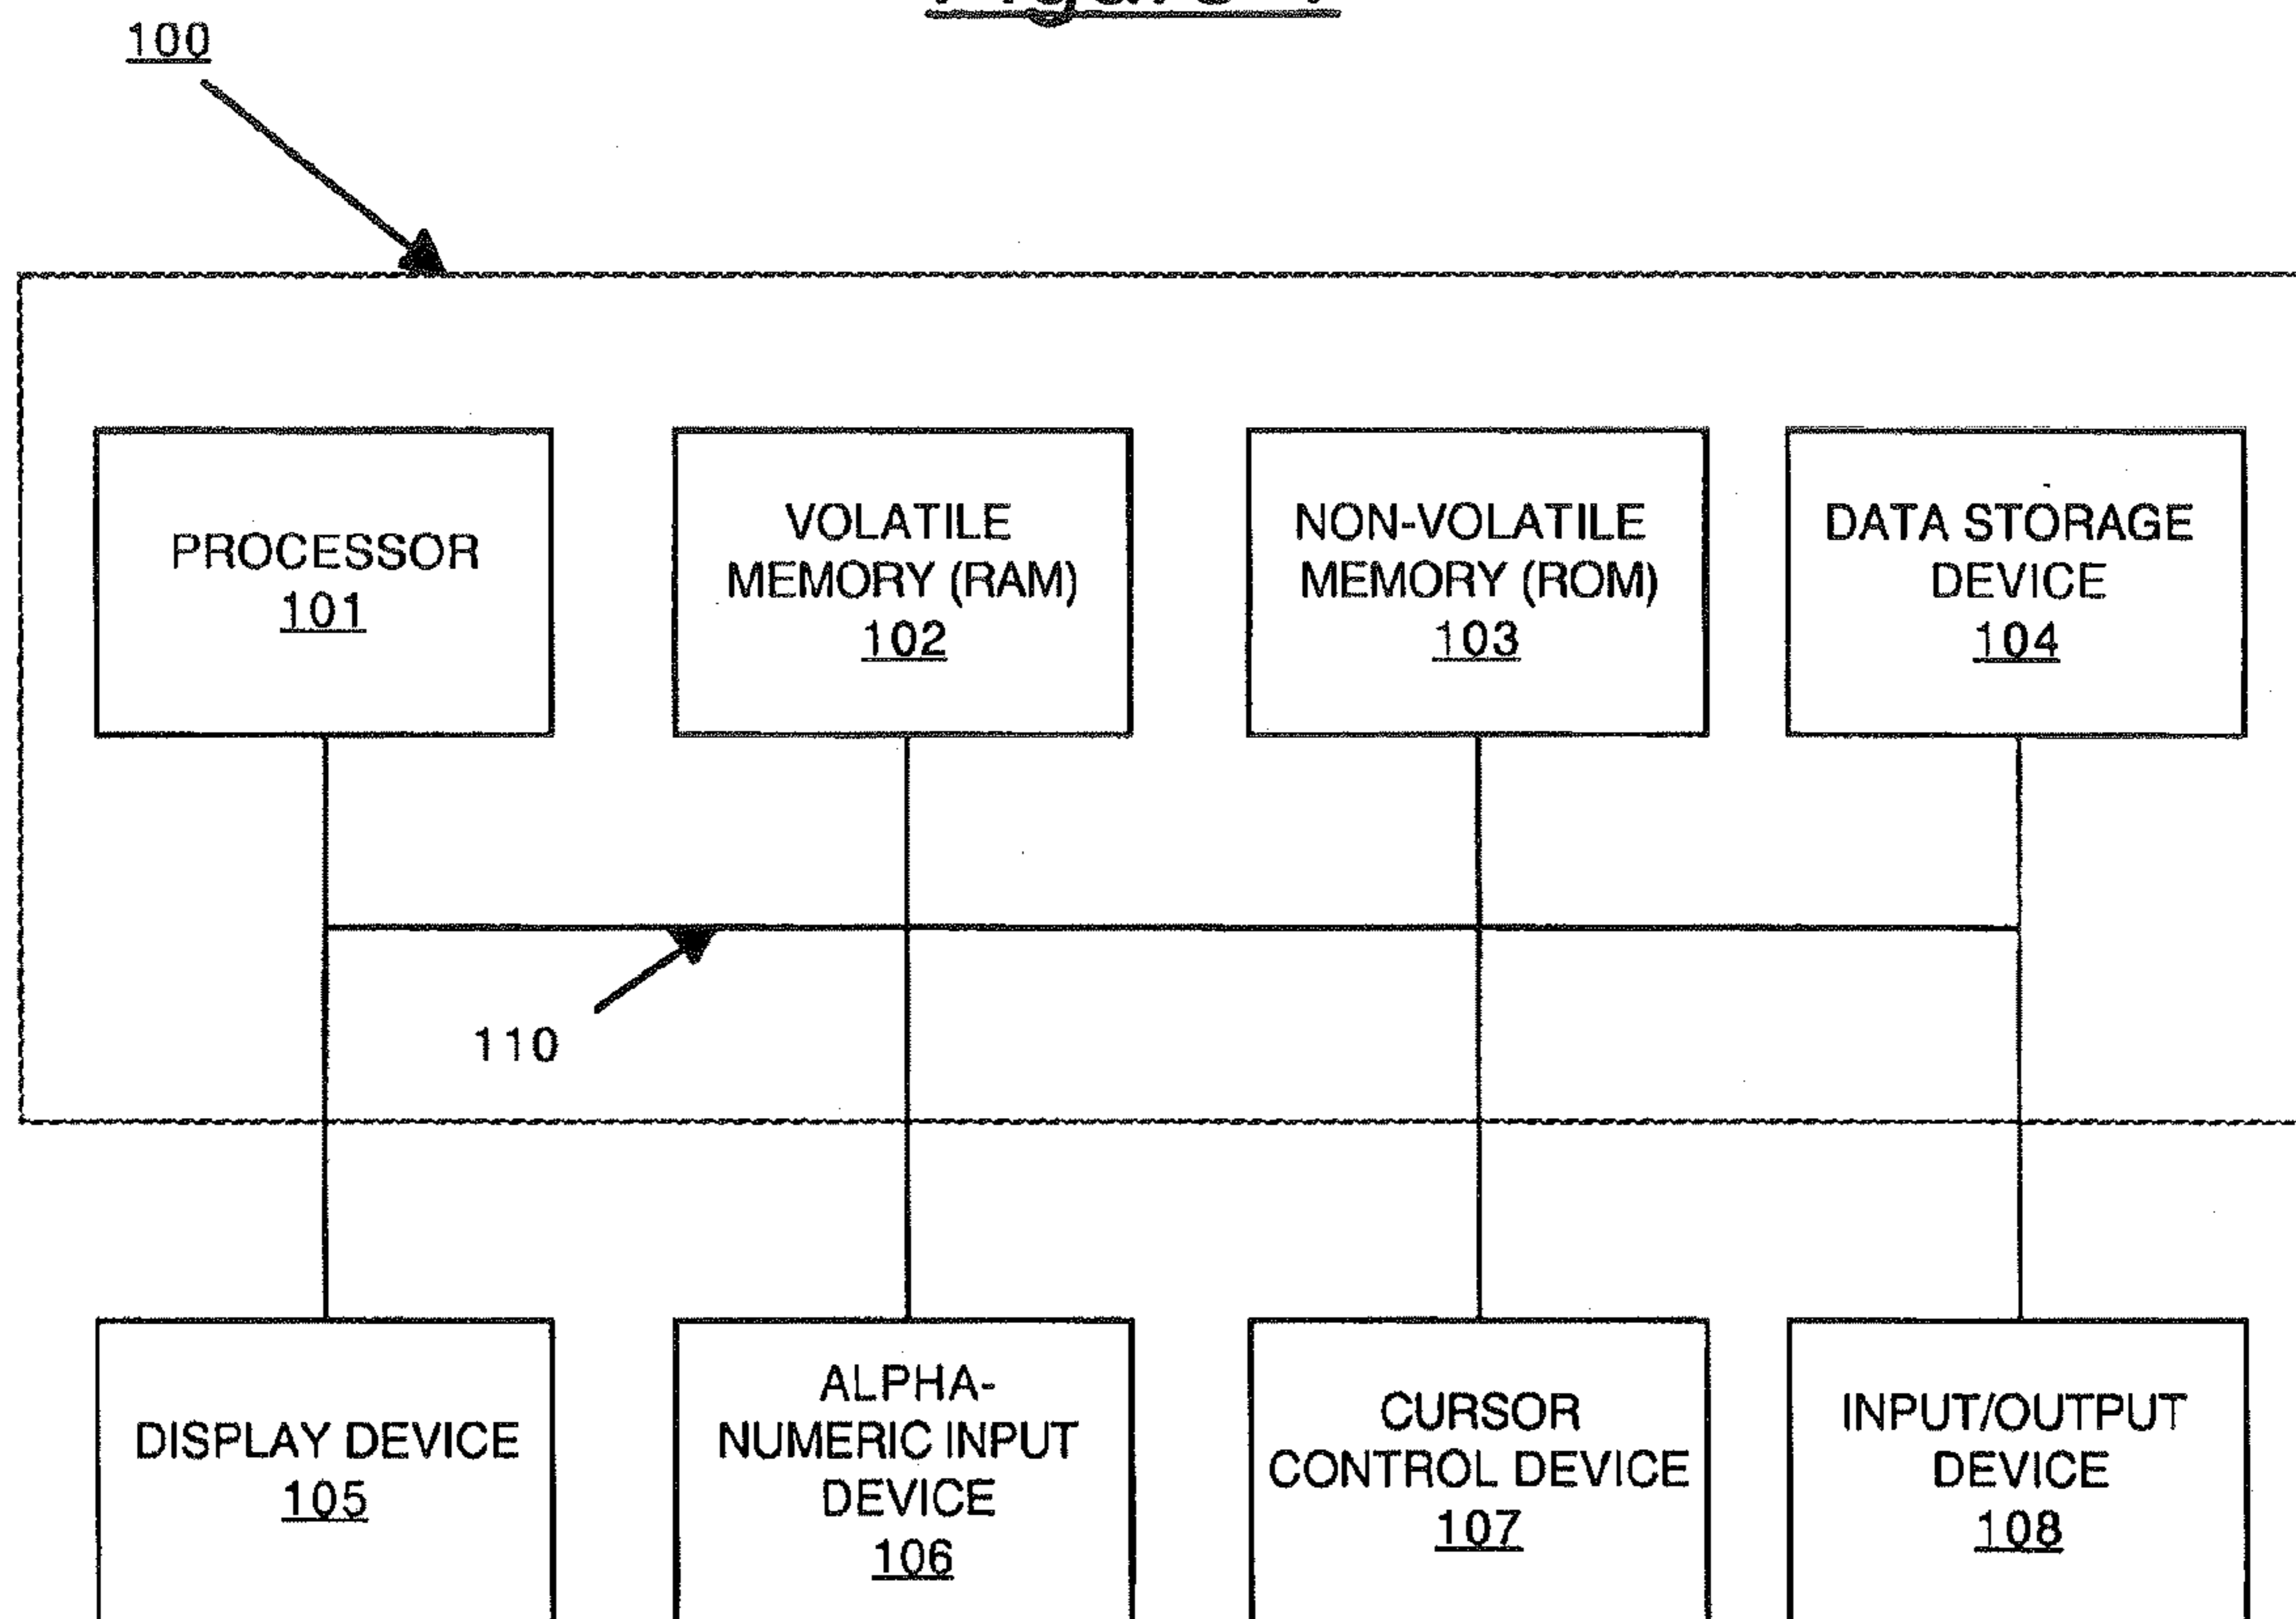 100
PROCESSOR
101
VOLATILE
MEMORY (RAM)
102
NON-VOLATILE
MEMORY (ROM)
103
DATA STORAGE
DEVICE
104
110
DISPLAY DEVICE
105
ALPHA-
NUMERIC INPUT
DEVICE
106
CURSOR
CONTROL DEVICE
107
INPUT/OUTPUT
DEVICE
108